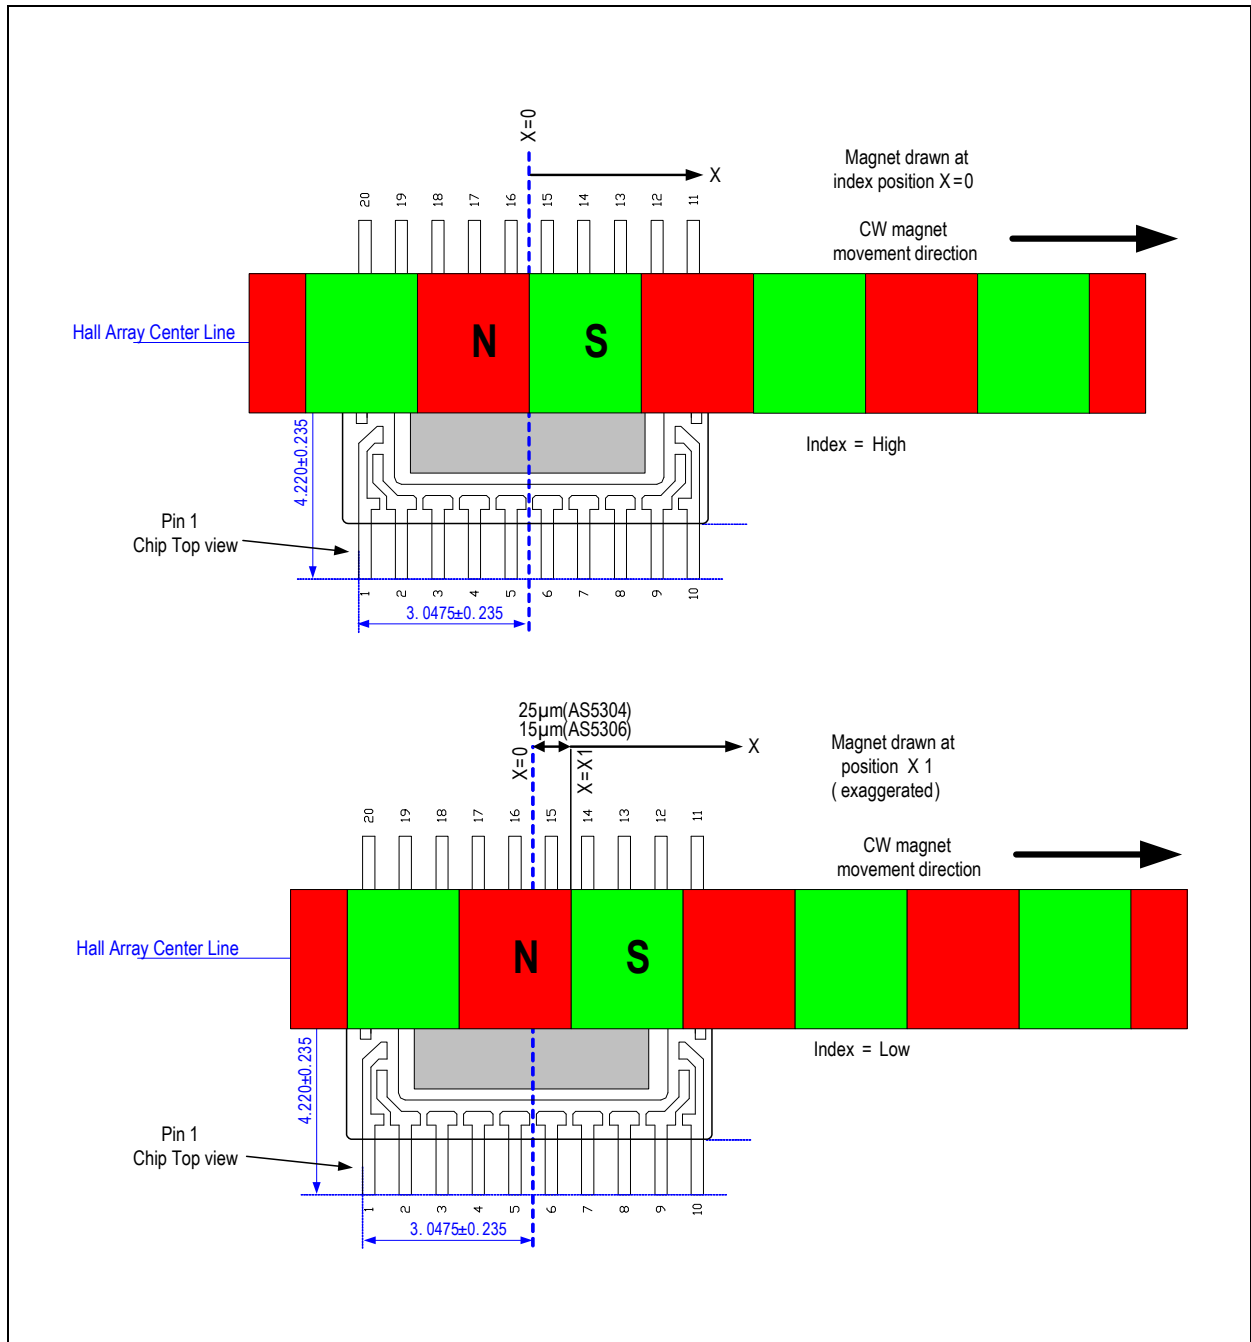 X=0
X
Magnet drawn at
index position X=0
20 19 18 17 16 15 14 13 12 11
CW magnet
movement direction
Hall Array Center Line
N S
Index = High
4.220±0.235
Pin 1
Chip Top view
1 2 3 4 5 6 7 8 9 10
3.0475±0.235
25µm(AS5304)
15µm(AS5306)
X=0
X=X1
X
Magnet drawn at
position X 1
( exaggerated)
20 19 18 17 16 15 14 13 12 11
CW magnet
movement direction
Hall Array Center Line
N S
Index = Low
4.220±0.235
Pin 1
Chip Top view
1 2 3 4 5 6 7 8 9 10
3.0475±0.235